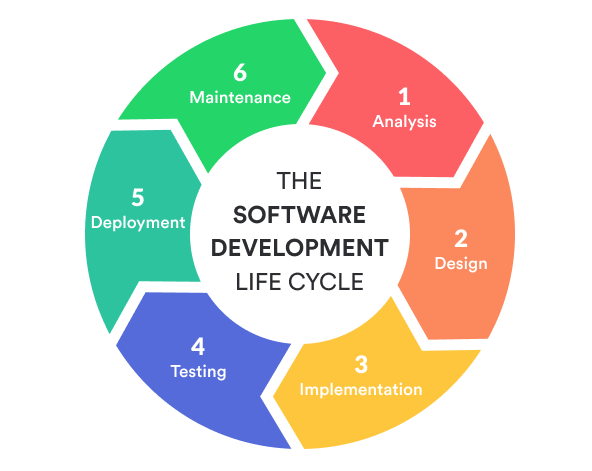 6
Maintenance
1
Analysis
THE
SOFTWARE
DEVELOPMENT
LIFE CYCLE
5
Deployment
2
Design
4
Testing
3
Implementation